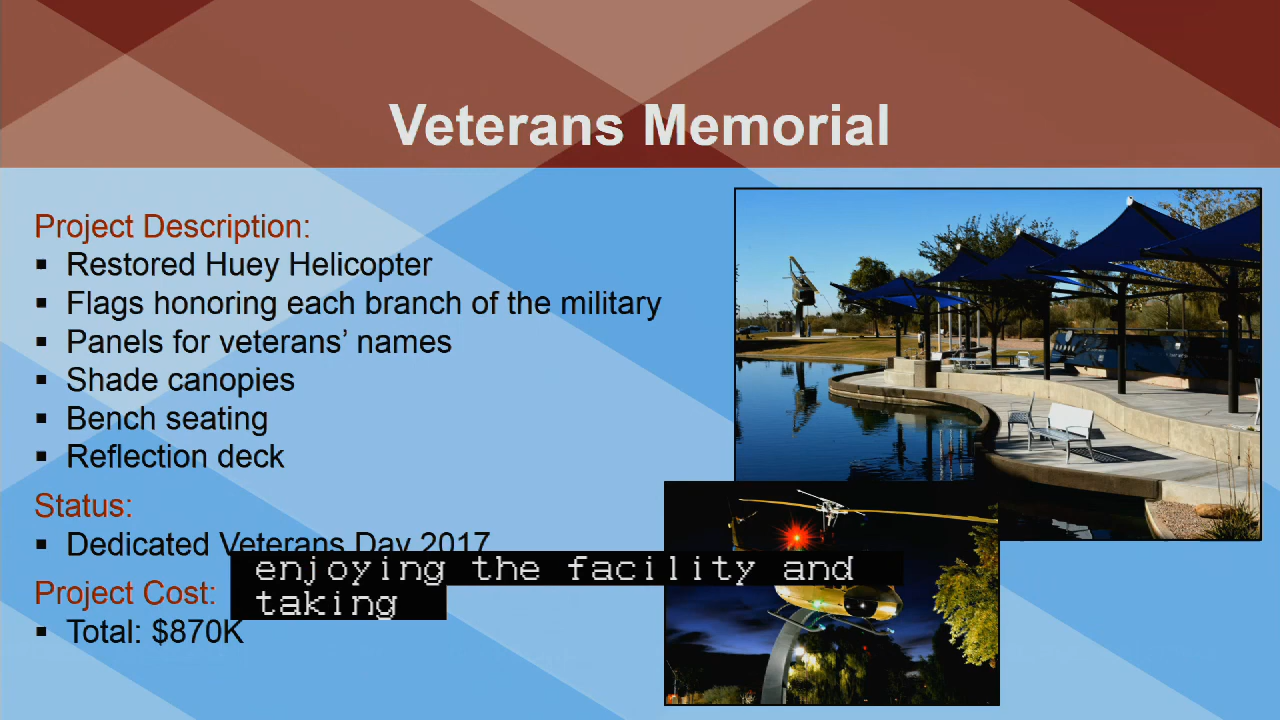 Veterans Memorial
Project Description:
▪ Restored Huey Helicopter
▪ Flags honoring each branch of the military
▪ Panels for veterans’ names
▪ Shade canopies
▪ Bench seating
▪ Reflection deck
Status:
▪ Dedicated Veterans Day 2017
Project Cost:
▪ Total: $870K
enjoying the facility and
taking